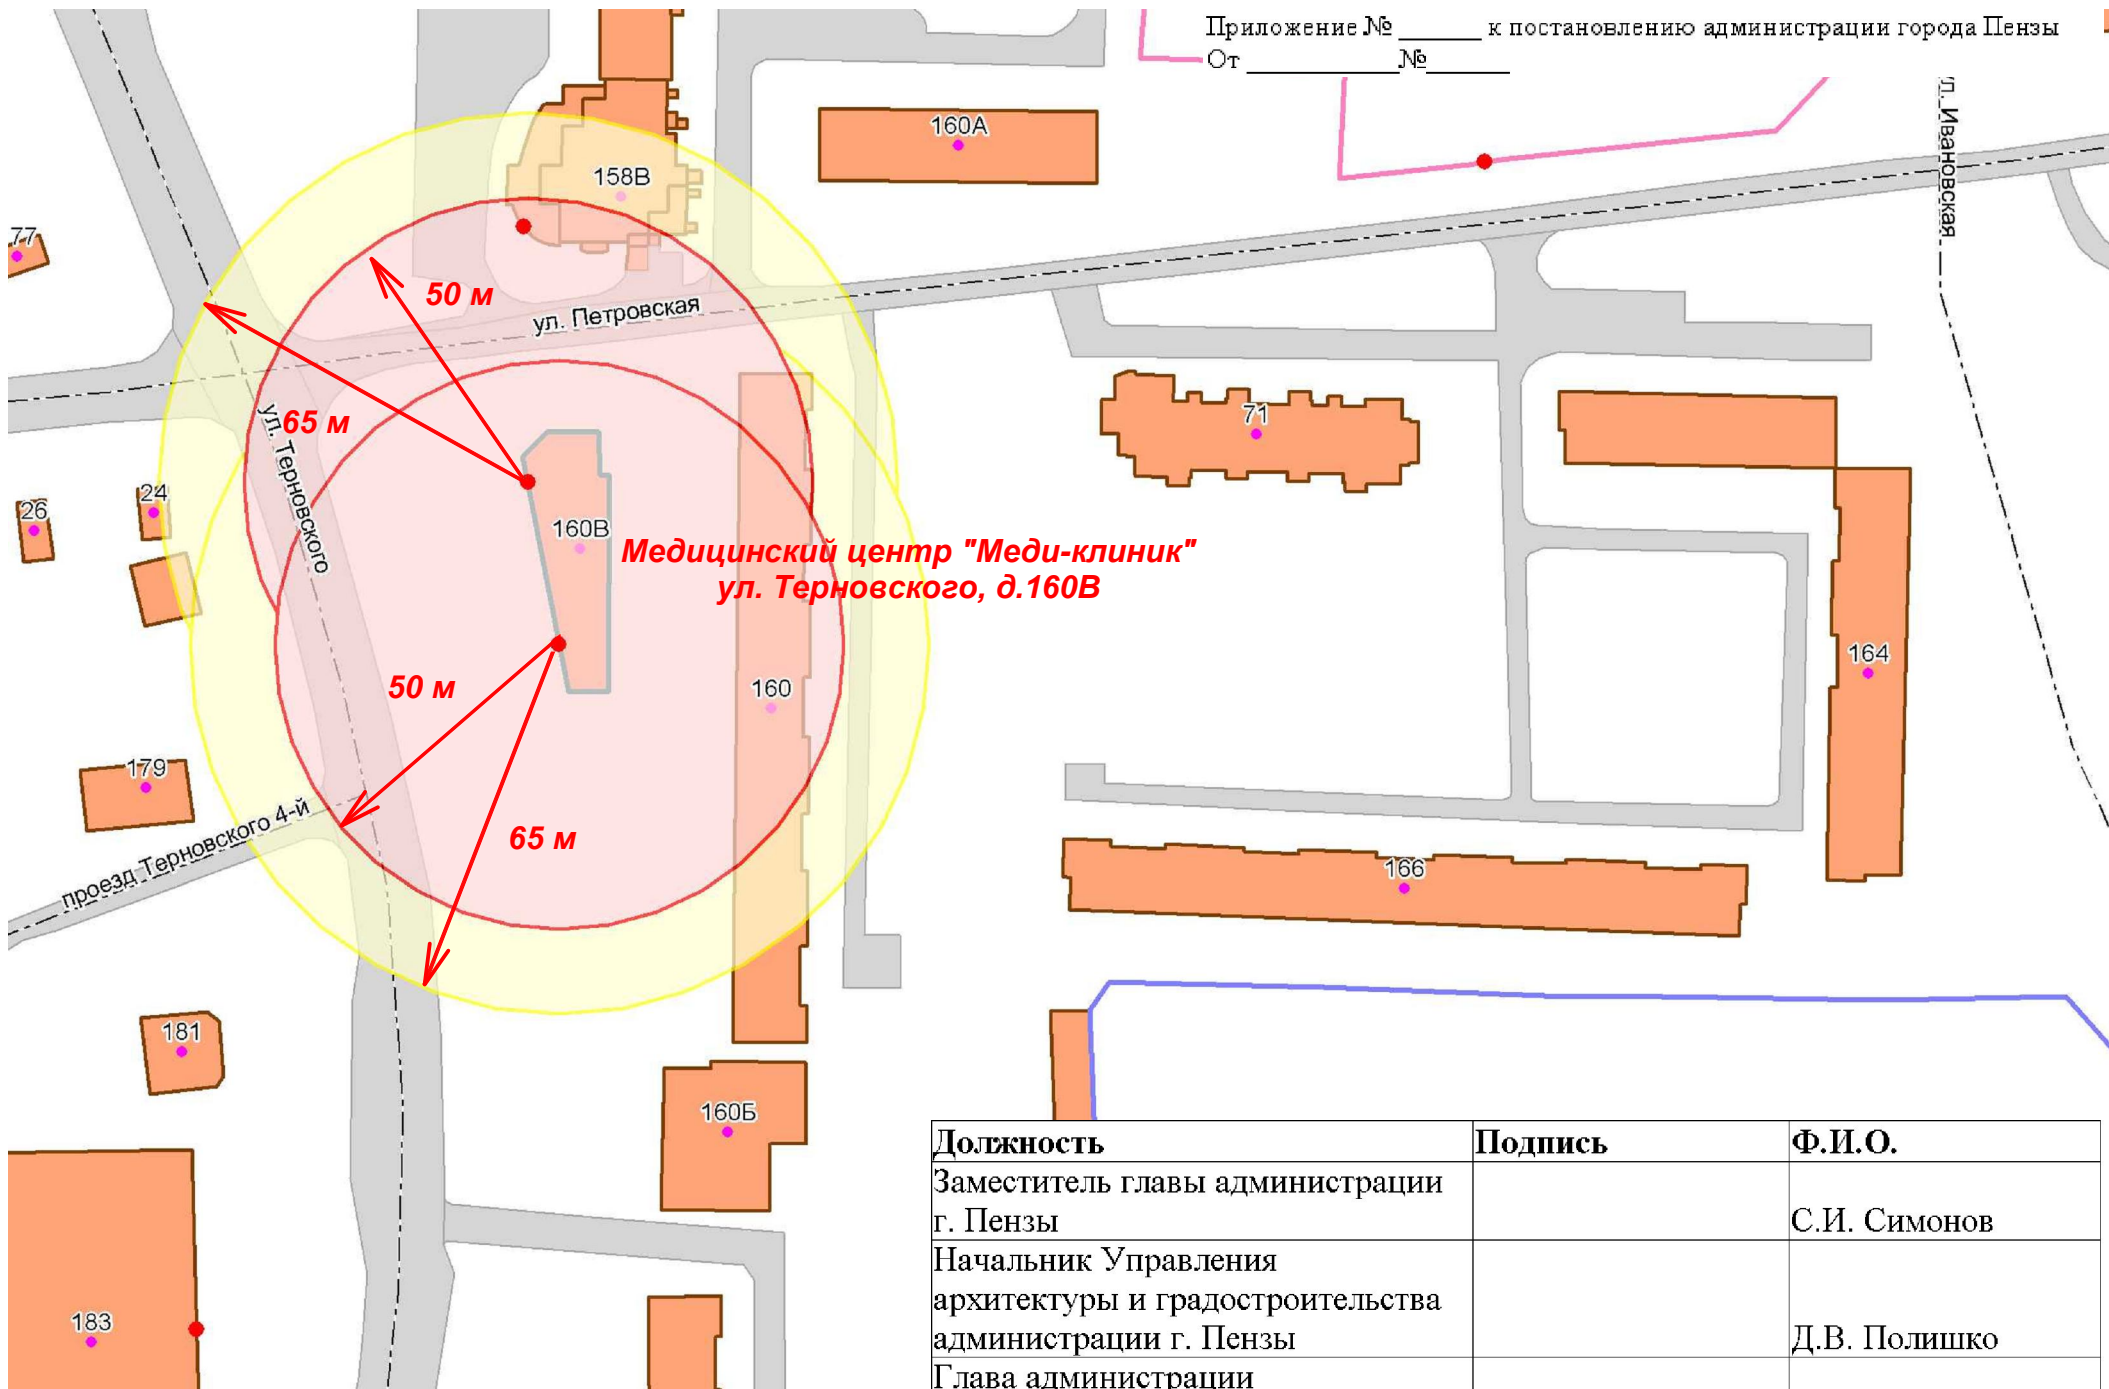 Приложение № ______ к постановлению администрации города Пензы
От ___________№______
ул. Ивановская
160А
158В
77
50 м
ул. Петровская
65 м
ул. Терновского
71
24
26
160В
Медицинский центр "Меди-клиник"
ул. Терновского, д.160В
164
50 м
160
179
65 м
проезд Терновского 4-й
166
181
160Б
183
Должность Подпись Ф.И.О.
Заместитель главы администрации
г. Пензы С.И. Симонов
Начальник Управления
архитектуры и градостроительства
администрации г. Пензы Д.В. Полишко
Глава администрации